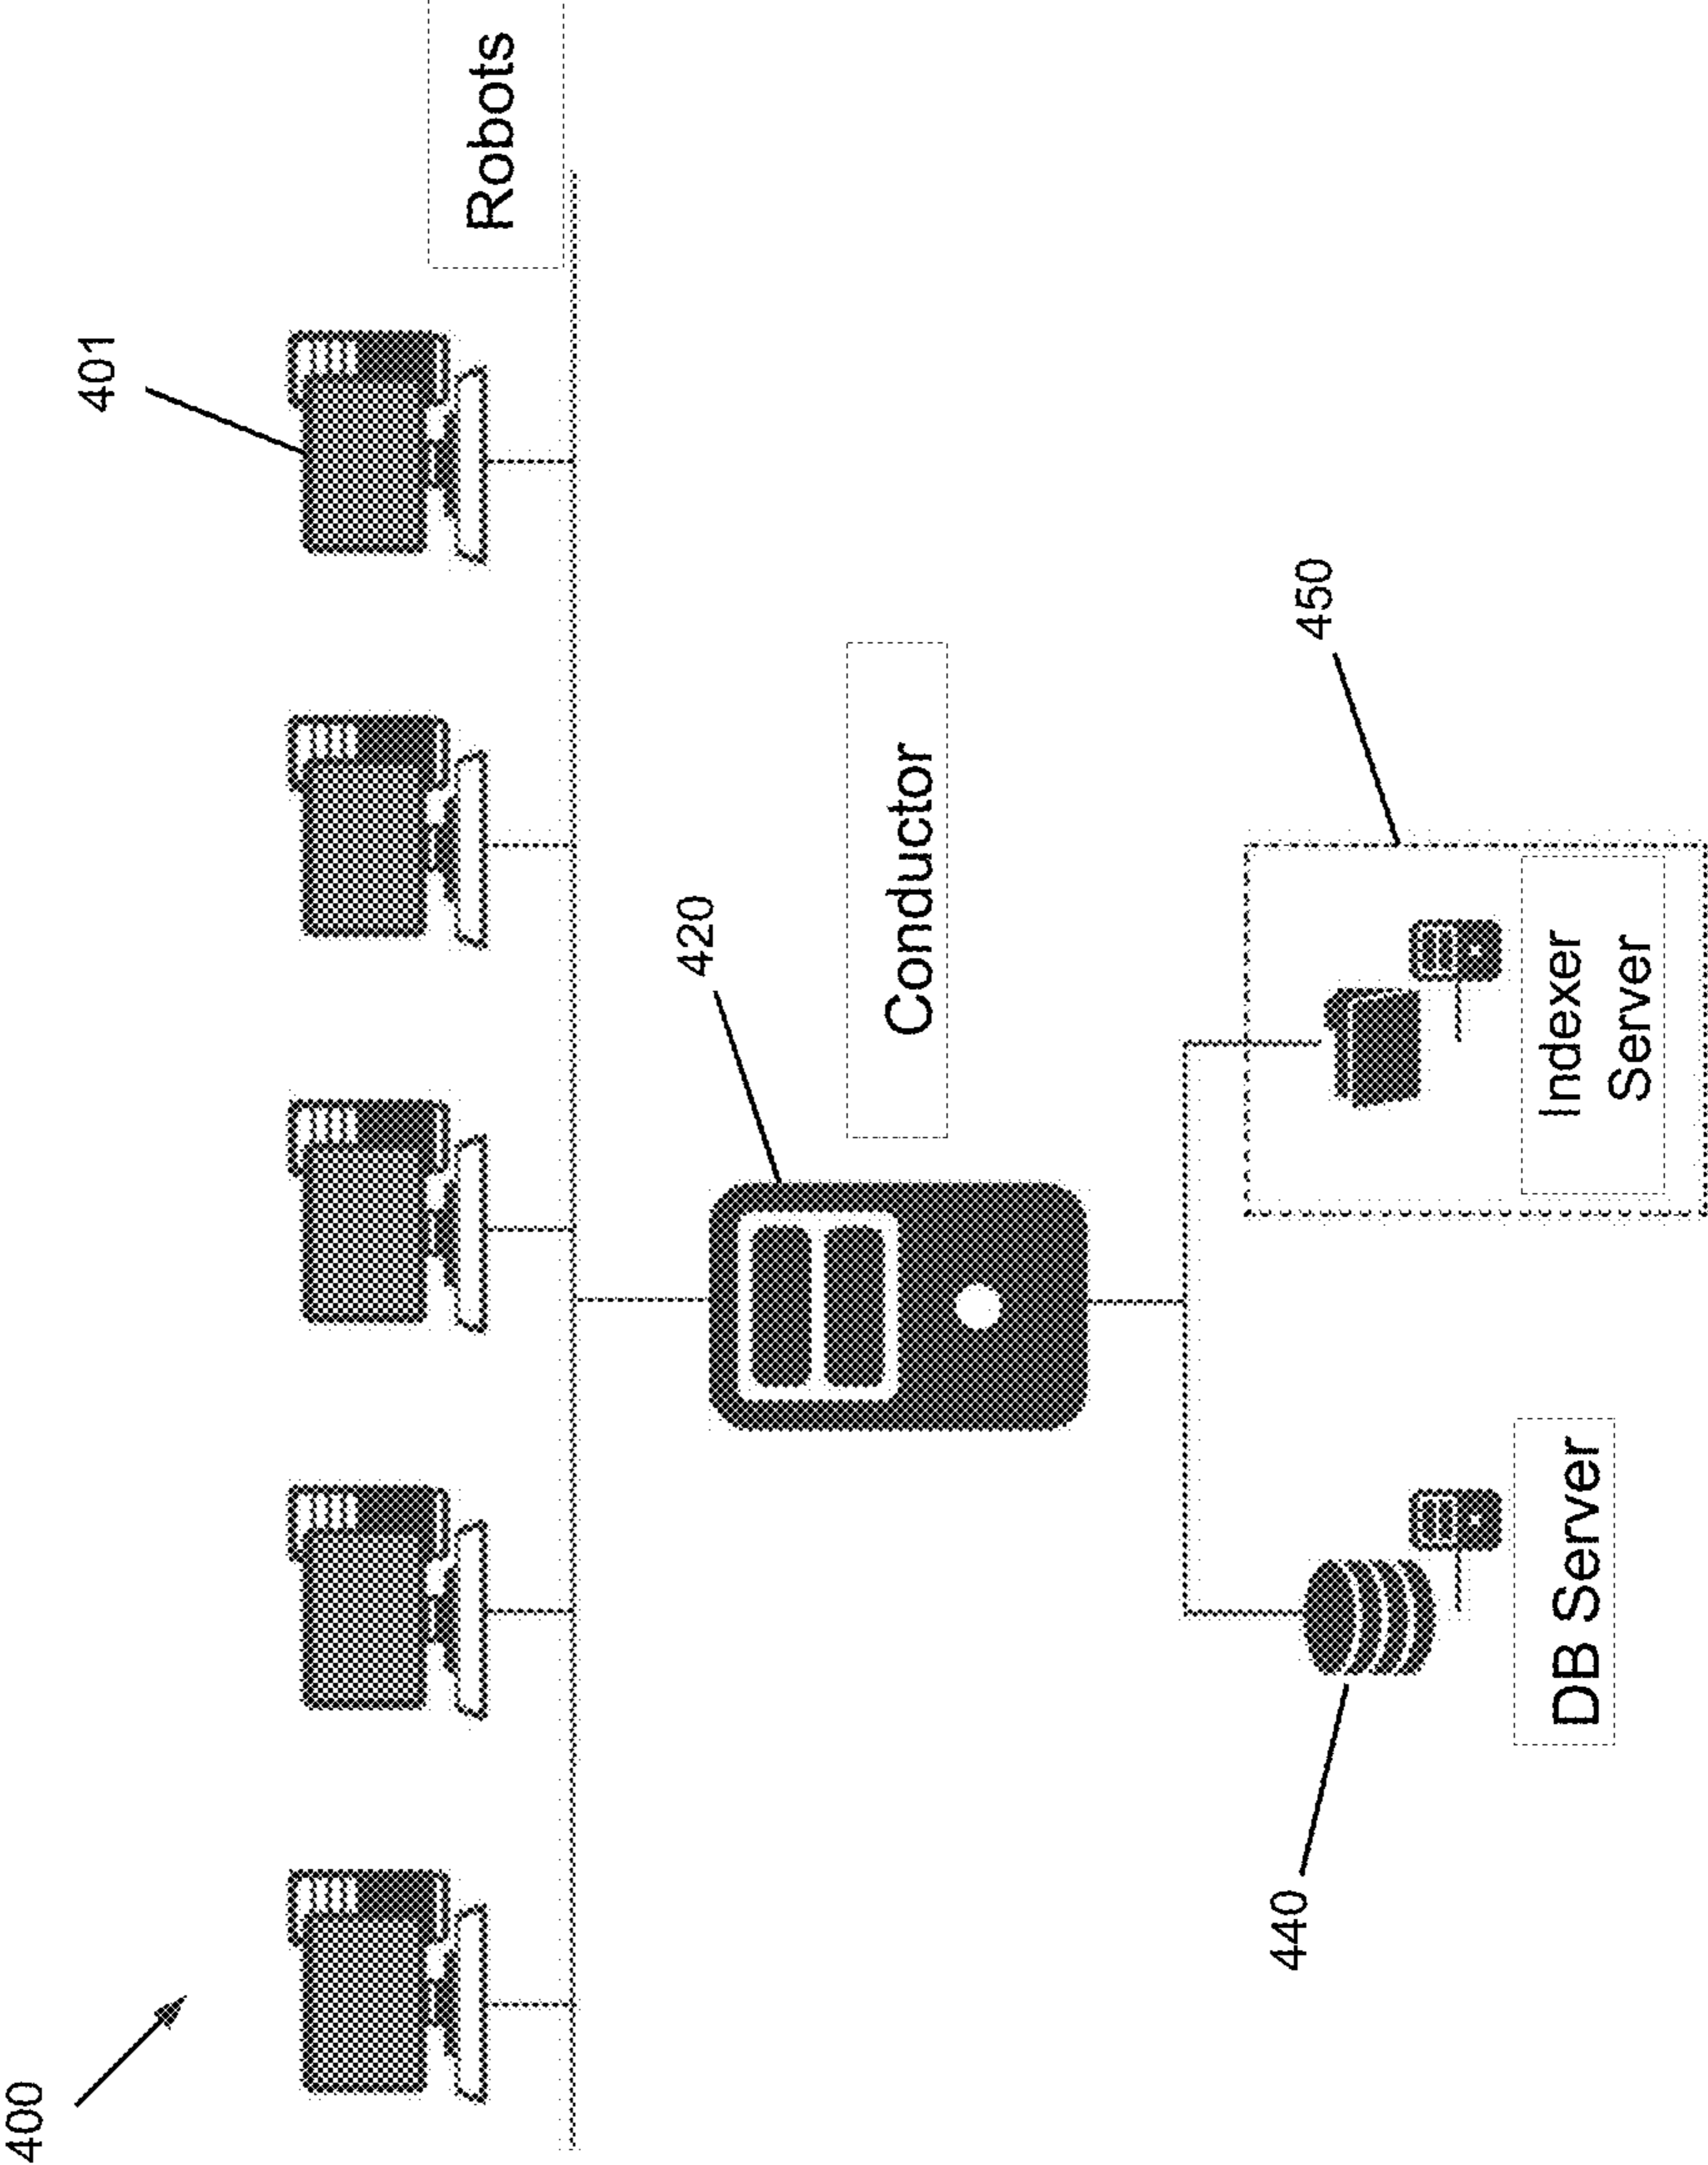 400
401
Robots
420
Conductor
440
450
DB Server
Indexer
Server